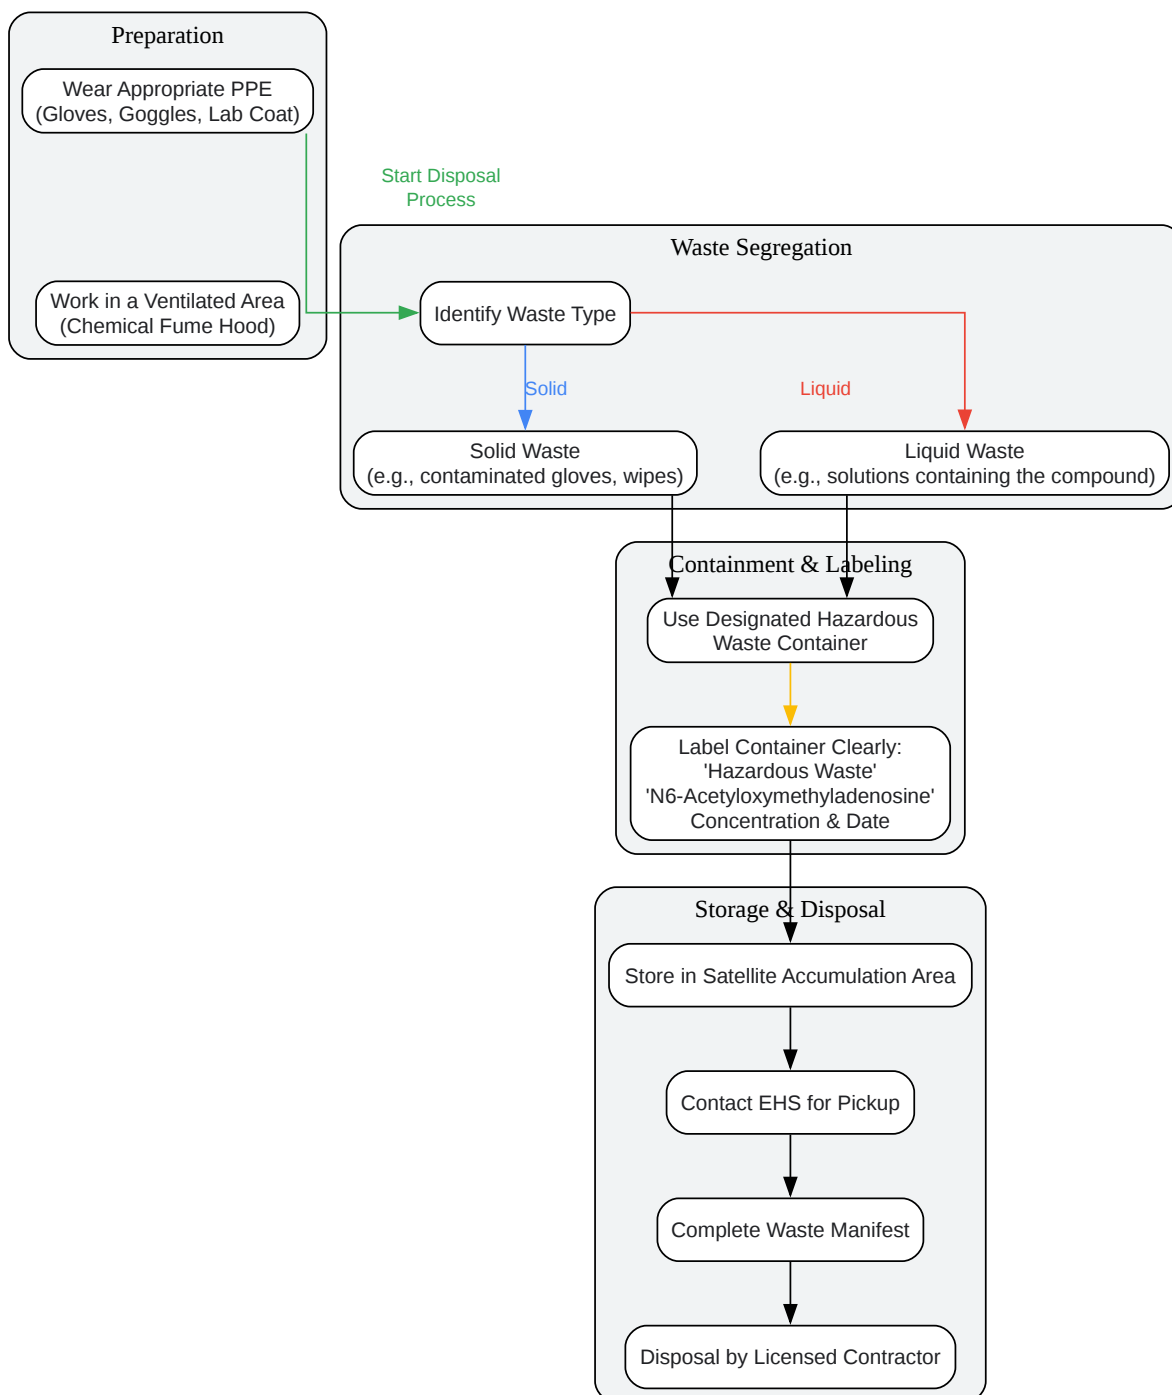 Preparation
Wear Appropriate PPE
(Gloves, Goggles, Lab Coat)
Start Disposal
Process
Waste Segregation
Work in a Ventilated Area
(Chemical Fume Hood)
Identify Waste Type
Solid
Liquid
Solid Waste
(e.g., contaminated gloves, wipes)
Liquid Waste
(e.g., solutions containing the compound)
Containment & Labeling
Use Designated Hazardous
Waste Container
Label Container Clearly:
'Hazardous Waste'
'N6-Acetyloxymethyladenosine'
Concentration & Date
Storage & Disposal
Store in Satellite Accumulation Area
Contact EHS for Pickup
Complete Waste Manifest
Disposal by Licensed Contractor